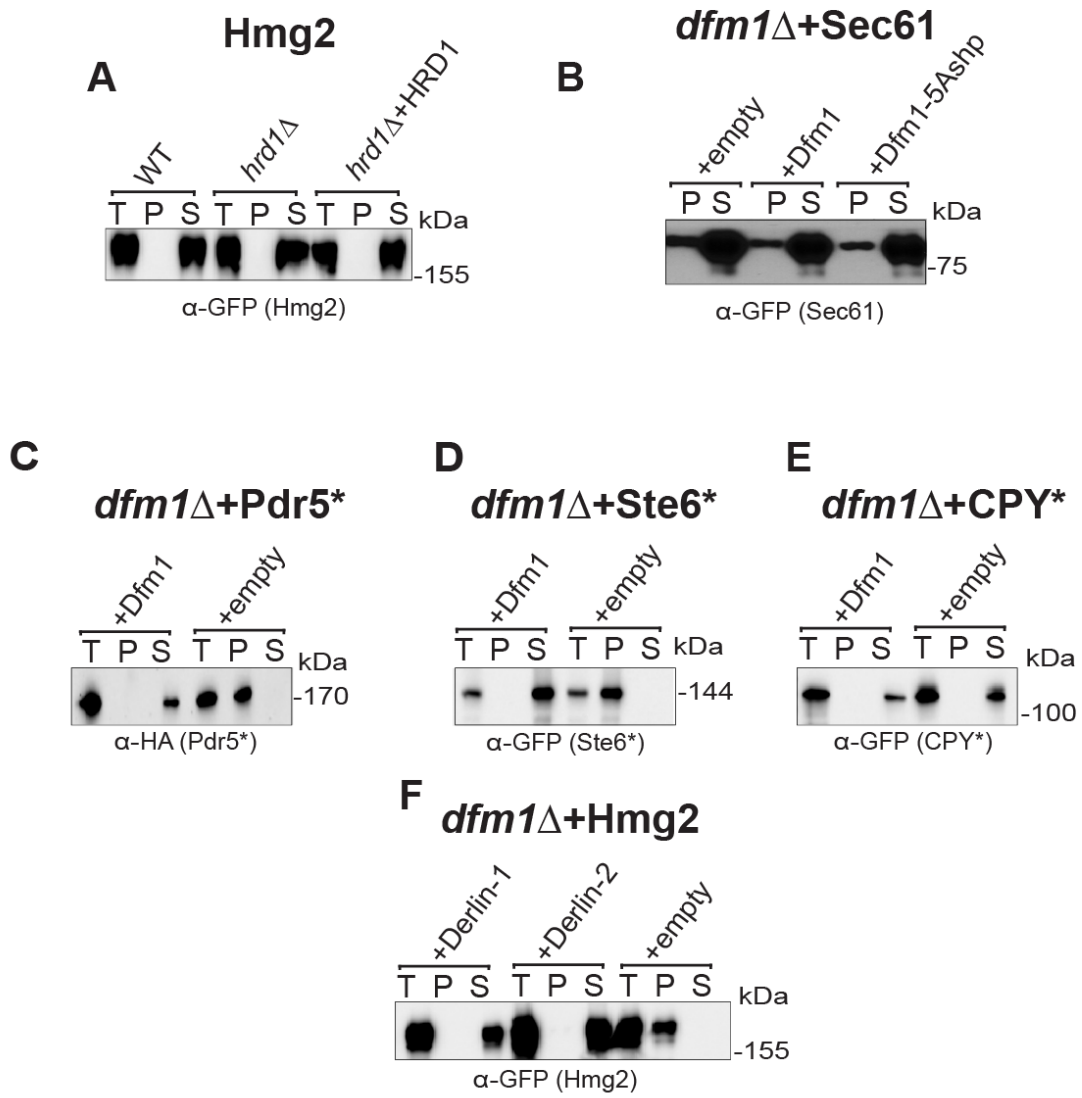 Hmg2
dfm1Δ+Sec61
A
B
WT
hrd1Δ
hrd1Δ+HRD1
+empty
+Dfm1
+Dfm1-5Ashp
T P S T P S T P S
kDa
P S P S P S
kDa
-155
-75
α-GFP (Hmg2)
α-GFP (Sec61)
C
D
E
dfm1Δ+Pdr5*
dfm1Δ+Ste6*
dfm1Δ+CPY*
+Dfm1
+empty
+Dfm1
+empty
+Dfm1
+empty
T P S T P S
kDa
T P S T P S
kDa
T P S T P S
kDa
-170
-144
-100
α-HA (Pdr5*)
α-GFP (Ste6*)
α-GFP (CPY*)
F
dfm1Δ+Hmg2
+Derlin-1
+Derlin-2
+empty
T P S T P S T P S
kDa
-155
α-GFP (Hmg2)